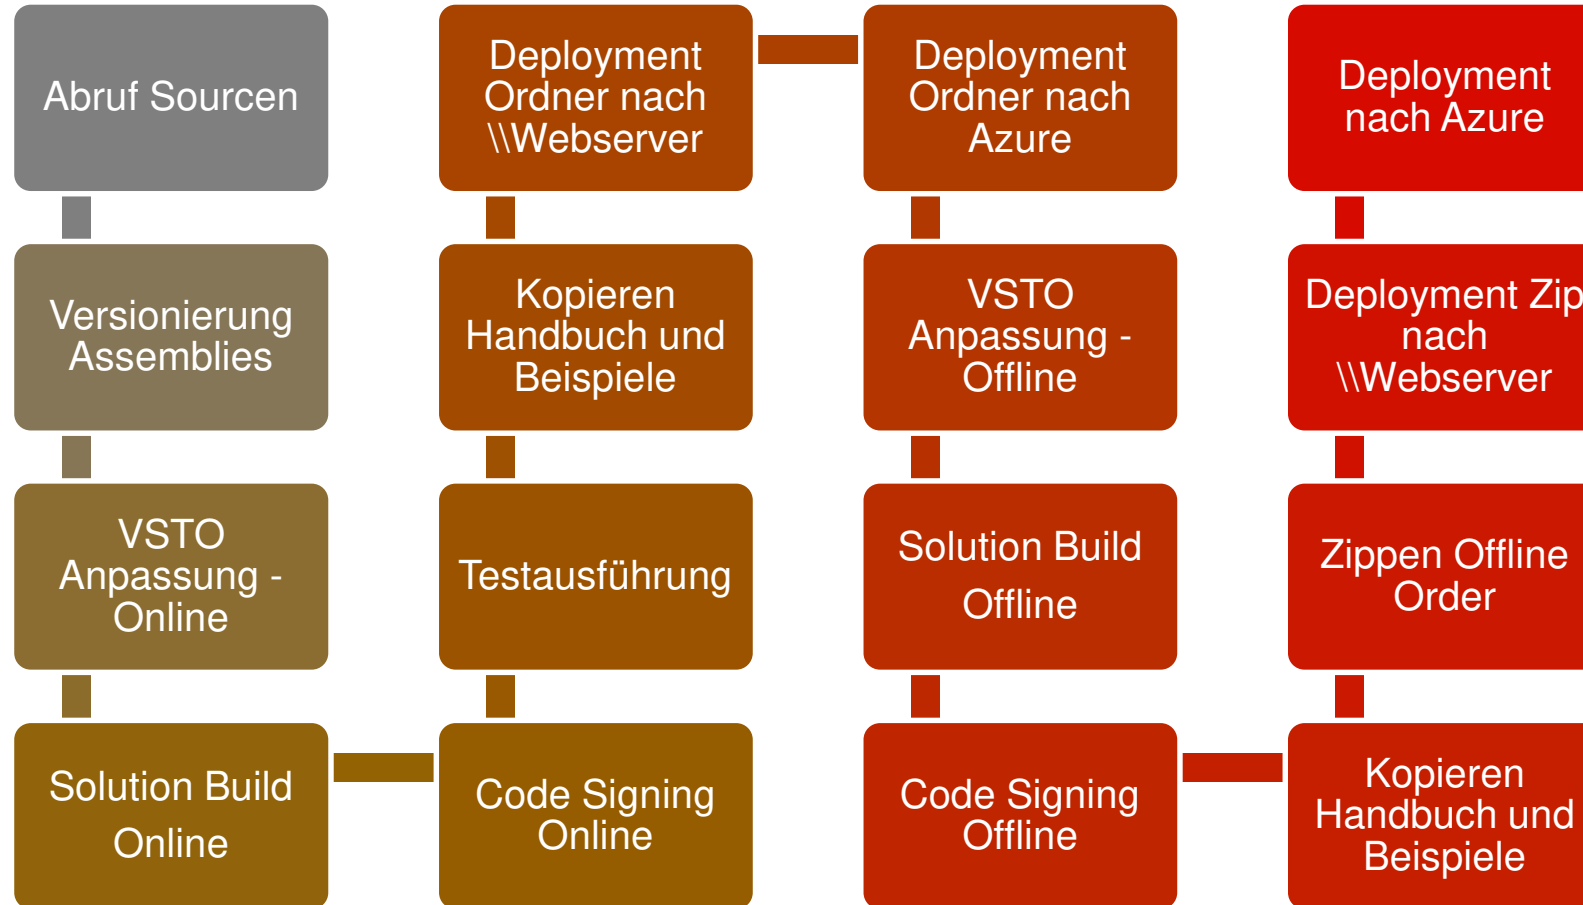 Abruf Sourcen
Versionierung
Assemblies
VSTO
Anpassung -
Online
Solution Build
Online
Code Signing
Online
Testausführung
Kopieren
Handbuch und
Beispiele
Deployment
Ordner nach
\\Webserver
Deployment
Ordner nach
Azure
VSTO
Anpassung -
Offline
Solution Build
Offline
Code Signing
Offline
Kopieren
Handbuch und
Beispiele
Zippen Offline
Order
Deployment Zip
nach
\\Webserver
Deployment
nach Azure